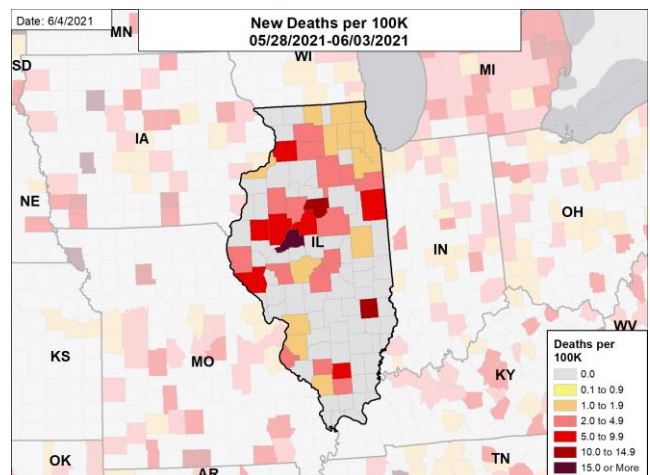 Date: 6/4/2021
New Deaths per 100K
05/28/2021-06/03/2021
MN
SD
WI
MI
IA
NE
IL
IN
OH
KS
MO
WV
KY
OK
AR
TN
Deaths per
100K
0.0
0.1 to 0.9
1.0 to 1.9
2.0 to 4.9
5.0 to 9.9
10.0 to 14.9
15.0 or More